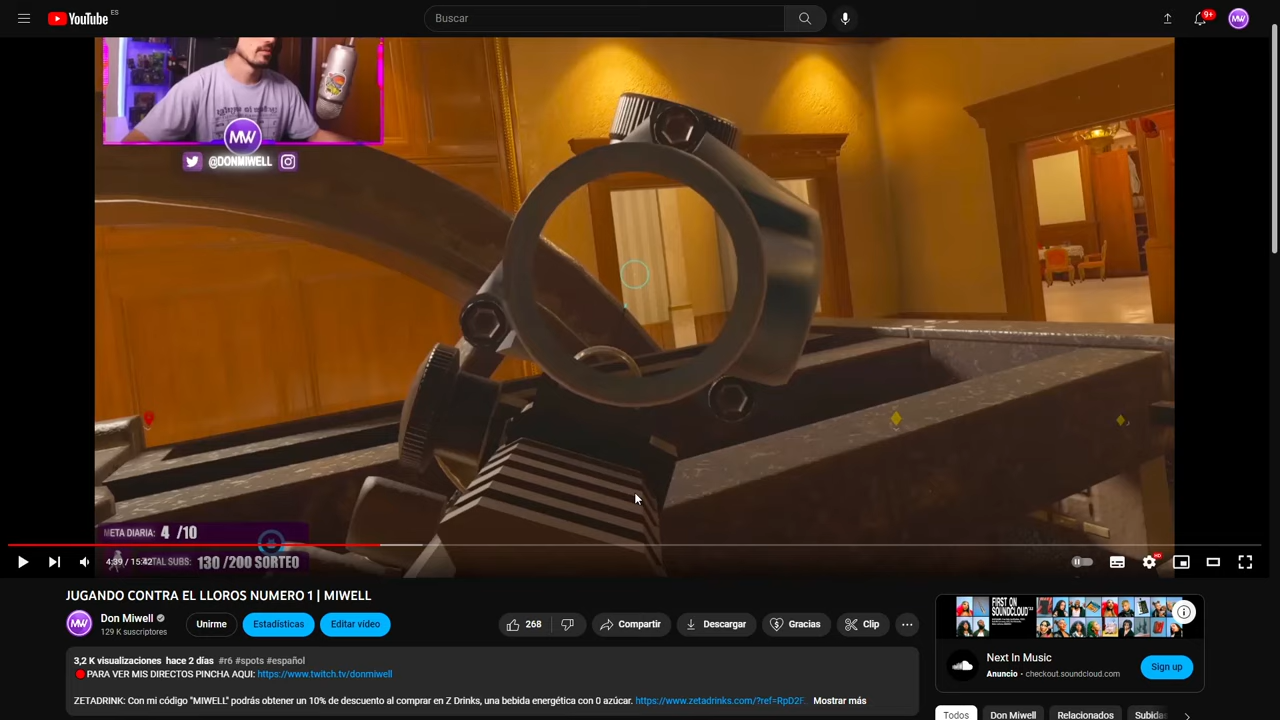 YouTube ES
Buscar
9+
MW
MW
@DONMIWELL
META DIARIA: 4 /10
130 /200 SORTEO
4:39 / 15:42
HD
JUGANDO CONTRA EL LLOROS NUMERO 1 | MIWELL
MW
Don Miwell
129 K suscriptores
Unirme
Estadísticas
Editar vídeo
268
Compartir
Descargar
Gracias
Clip
3,2 K visualizaciones hace 2 días #r6 #spots #español
PARA VER MIS DIRECTOS PINCHA AQUI: https://www.twitch.tv/donmiwell
ZETADRINK: Con mi código "MIWELL" podrás obtener un 10% de descuento al comprar en Z Drinks, una bebida energética con 0 azúcar. https://www.zetadrinks.com/?ref=RpD2F... Mostrar más
FIRST ON
SOUNDCLOUD
Next In Music
Anuncio • checkout.soundcloud.com
Sign up
Todos
Don Miwell
Relacionados
Subida